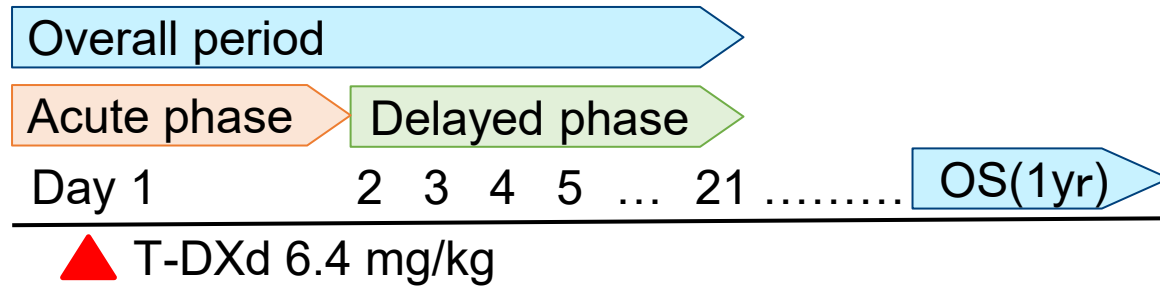 Overall period
Acute phase Delayed phase
Day 1 2 3 4 5 ... 21 ......... OS(1yr)
T-DXd 6.4 mg/kg